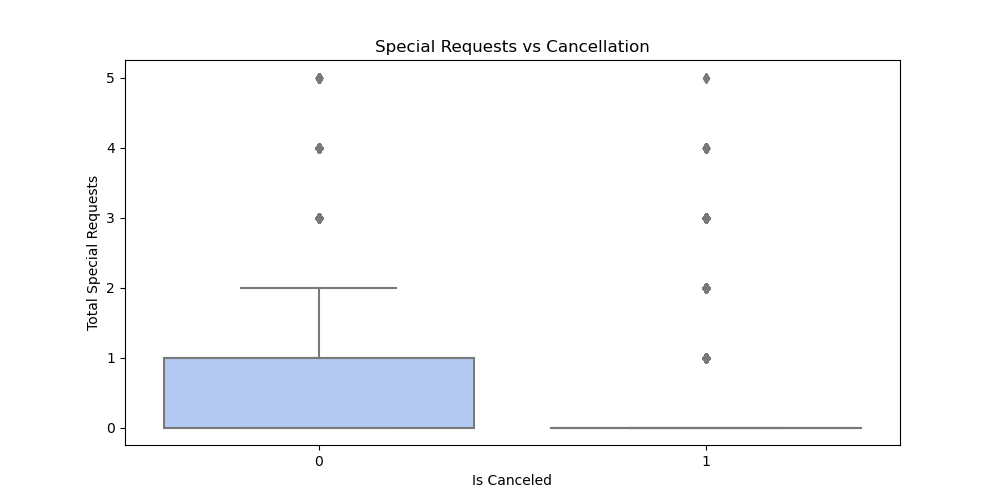 Special Requests vs Cancellation
Total Special Requests
5
4
3
2
1
0
0 1
Is Canceled